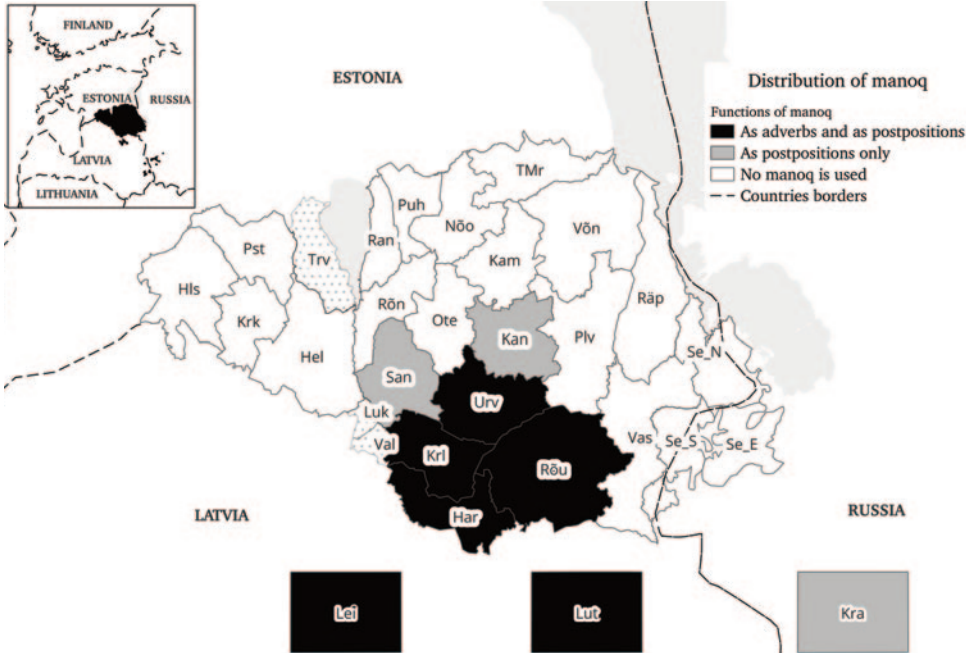 FINLAND
ESTONIA
RUSSIA
LATVIA
LITHUANIA
ESTONIA
Distribution of manoq
Functions of manoq
As adverbs and as postpositions
As postpositions only
No manoq is used
Countries borders
TMr
Puh
Nõo
Ran
Võn
Pst
Trv
Kam
Hls
Rõn
Räp
Krk
Ote
Kan
Plv
Hel
Se_N
San
Urv
Luk
Val
Krl
Vas
Se_S
Se_E
Rõu
Har
LATVIA
RUSSIA
Lei
Lut
Kra